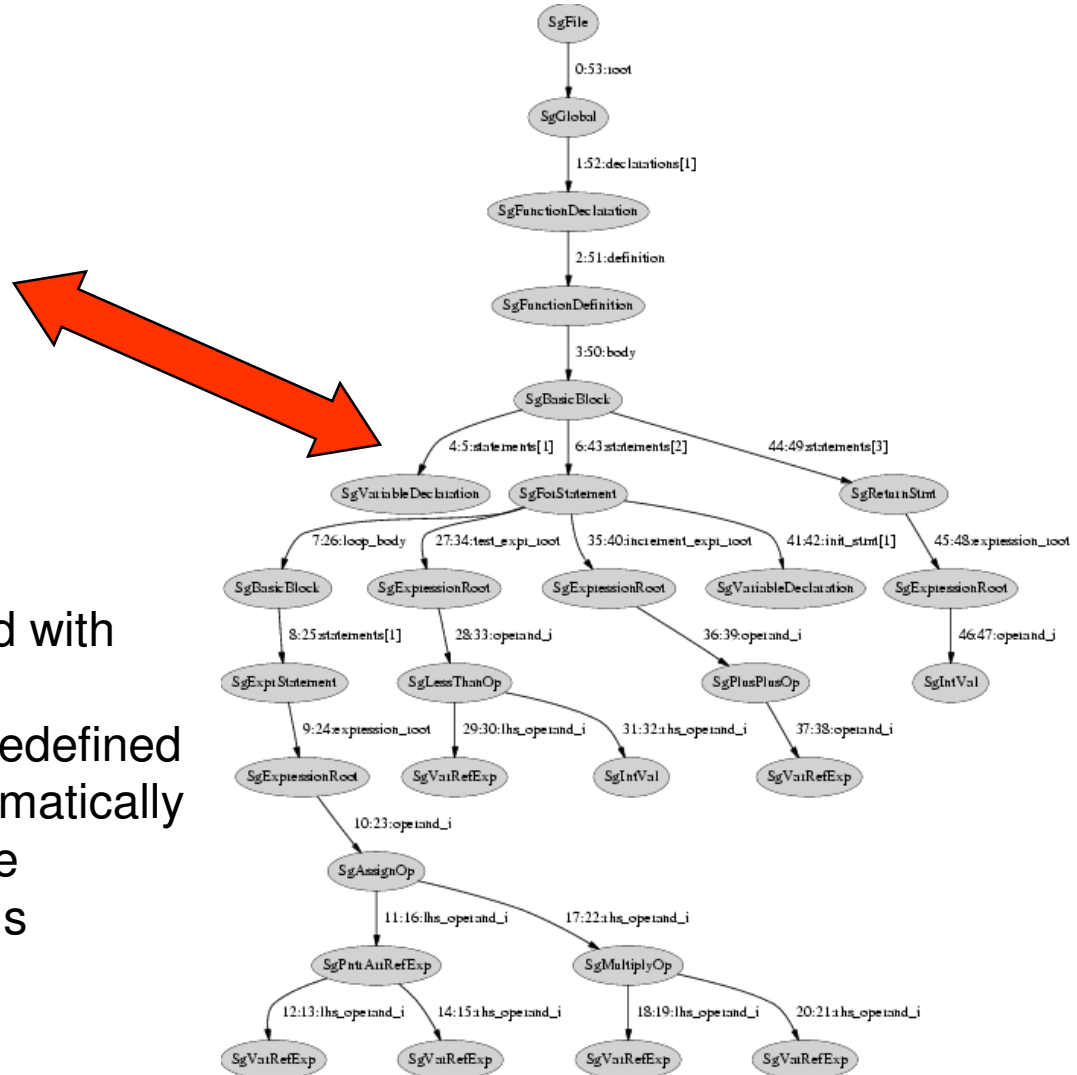 SgFile
0:53:root
SgGlobal
1:52:declarations[1]
SgFunctionDeclaration
2:51:definition
SgFunctionDefinition
3:50:body
SgBasicBlock
4:5:statements[1] 6:43:statements[2] 44:49:statements[3]
SgVariableDeclaration SgForStatement SgReturnStmt
7:26:loop_body 27:34:test_expr_root 35:40:increment_expr_root 41:42:init_stmt[1] 45:48:expression_root
SgBasicBlock SgExpressionRoot SgExpressionRoot SgVariableDeclaration SgExpressionRoot
d with
8:25:statements[1] 28:33:operand_i 36:39:operand_i 46:47:operand_i
SgExprStatement SgLessThanOp SgPlusPlusOp SgIntVal
edefined
9:24:expression_root 29:30:lhs_operand_i 31:32:rhs_operand_i 37:38:operand_i
SgExpressionRoot SgVarRefExp SgIntVal SgVarRefExp
matically
10:23:operand_i
e
SgAssignOp
s
11:16:lhs_operand_i 17:22:rhs_operand_i
SgPntrArrRefExp SgMultiplyOp
12:13:lhs_operand_i 14:15:rhs_operand_i 18:19:lhs_operand_i 20:21:rhs_operand_i
SgVarRefExp SgVarRefExp SgVarRefExp SgVarRefExp